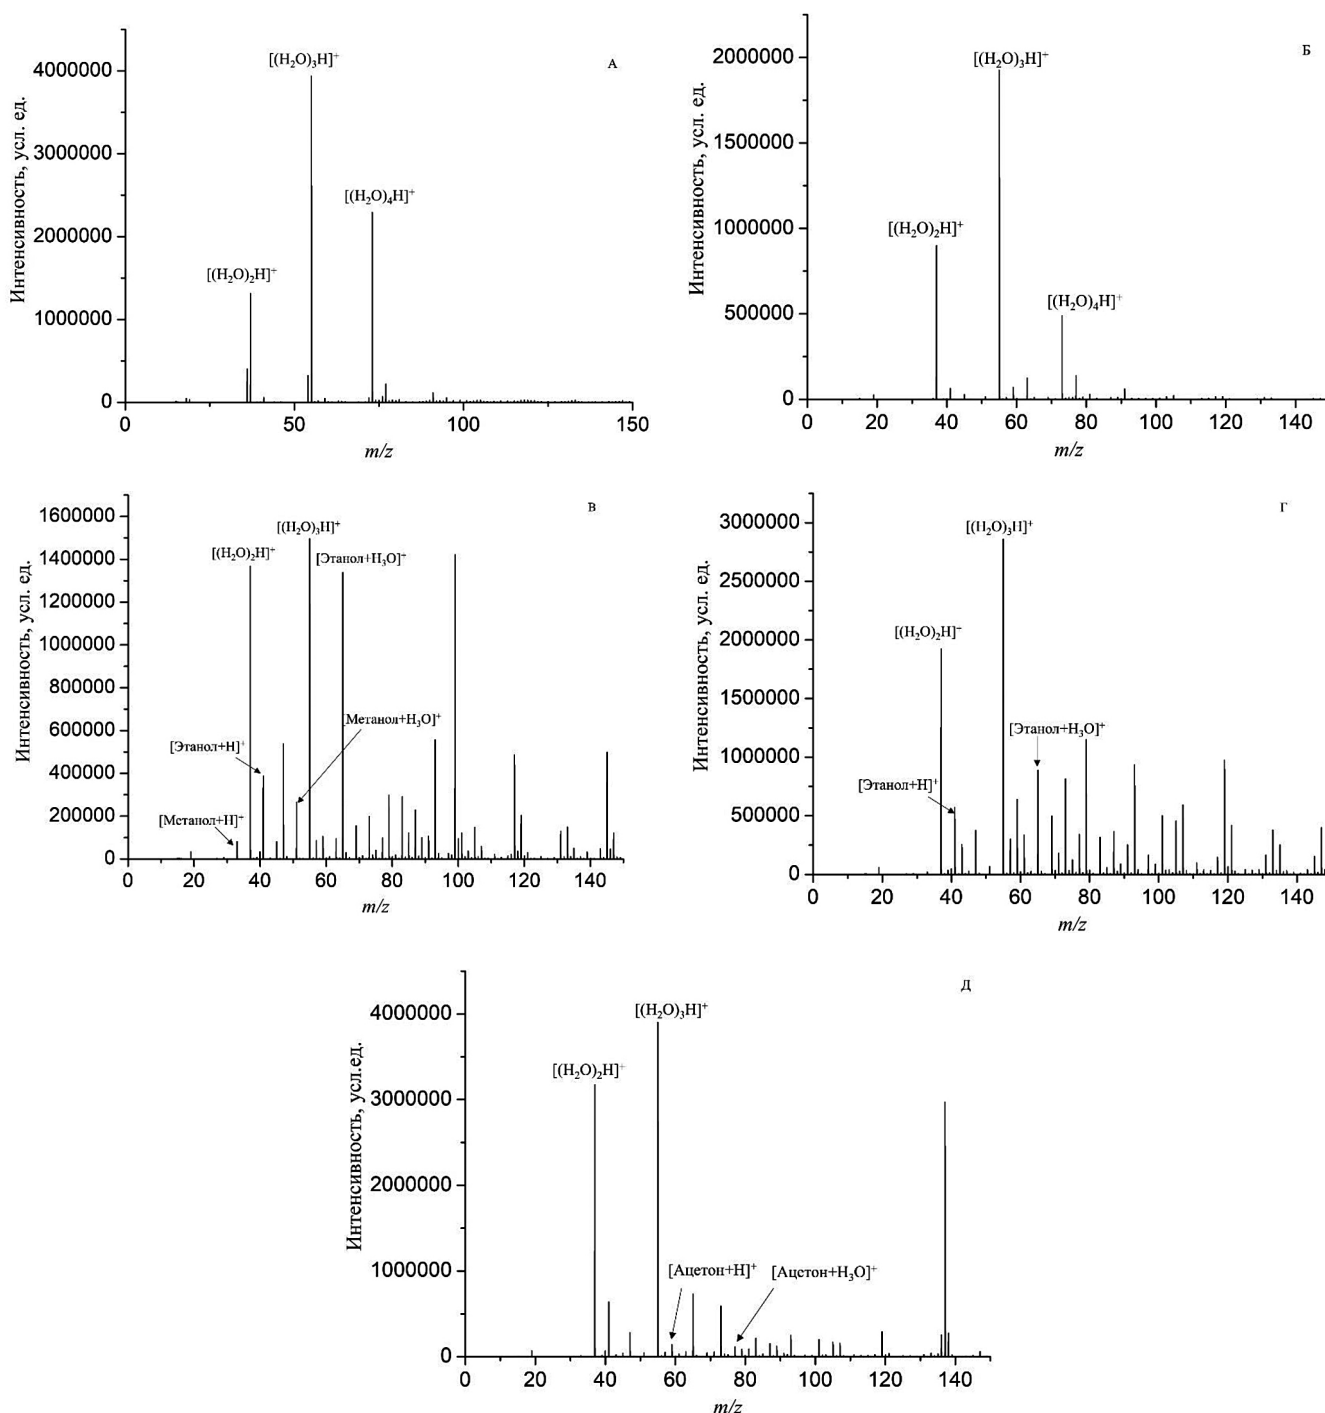 А
[(H₂O)₃H]⁺
[(H₂O)₄H]⁺
[(H₂O)₂H]⁺
Интенсивность, усл. ед.
4000000
3000000
2000000
1000000
0
0 50 100 150
m/z
Б
[(H₂O)₃H]⁺
[(H₂O)₂H]⁺
[(H₂O)₄H]⁺
Интенсивность, усл. ед.
2000000
1500000
1000000
500000
0
0 20 40 60 80 100 120 140
m/z
В
[(H₂O)₃H]⁺
[(H₂O)₂H]⁺
[Этанол+H₃O]⁺
Метанол+H₃O]⁺
[Этанол+H]⁺
[Метанол+H]⁺
Интенсивность, усл. ед.
1600000
1400000
1200000
1000000
800000
600000
400000
200000
0
0 20 40 60 80 100 120 140
m/z
Г
[(H₂O)₃H]⁺
[(H₂O)₂H]⁺
[Этанол+H₃O]⁺
[Этанол+H]⁺
Интенсивность, усл. ед.
3000000
2500000
2000000
1500000
1000000
500000
0
0 20 40 60 80 100 120 140
m/z
Д
[(H₂O)₃H]⁺
[(H₂O)₂H]⁺
[Ацетон+H]⁺
[Ацетон+H₃O]⁺
Интенсивность, усл.ед.
4000000
3000000
2000000
1000000
0
0 20 40 60 80 100 120 140
m/z